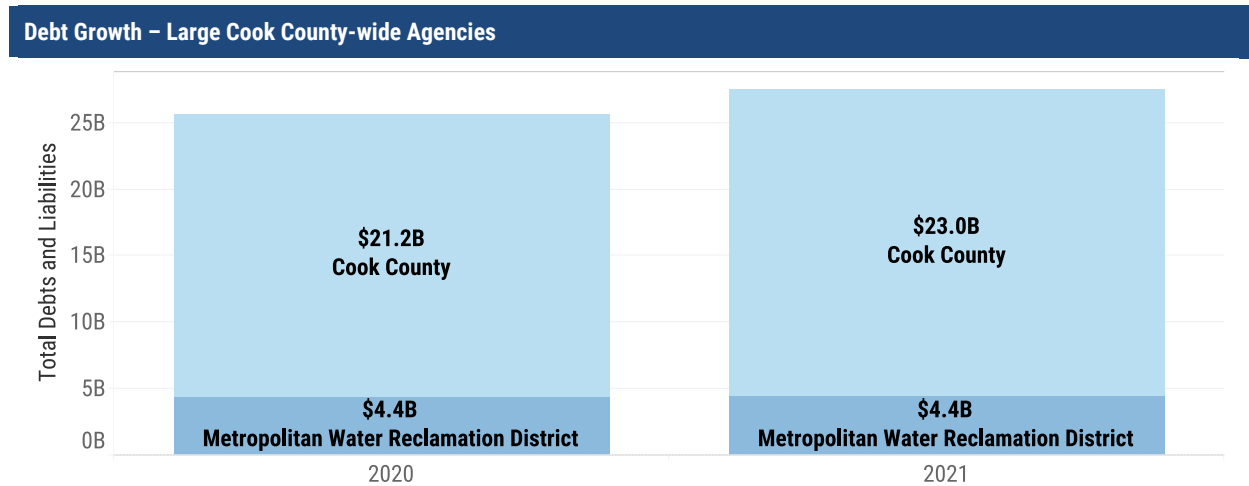 Debt Growth – Large Cook County-wide Agencies
Total Debts and Liabilities
25B
20B
15B
10B
5B
0B
$21.2B
Cook County
$4.4B
Metropolitan Water Reclamation District
$23.0B
Cook County
$4.4B
Metropolitan Water Reclamation District
2020
2021